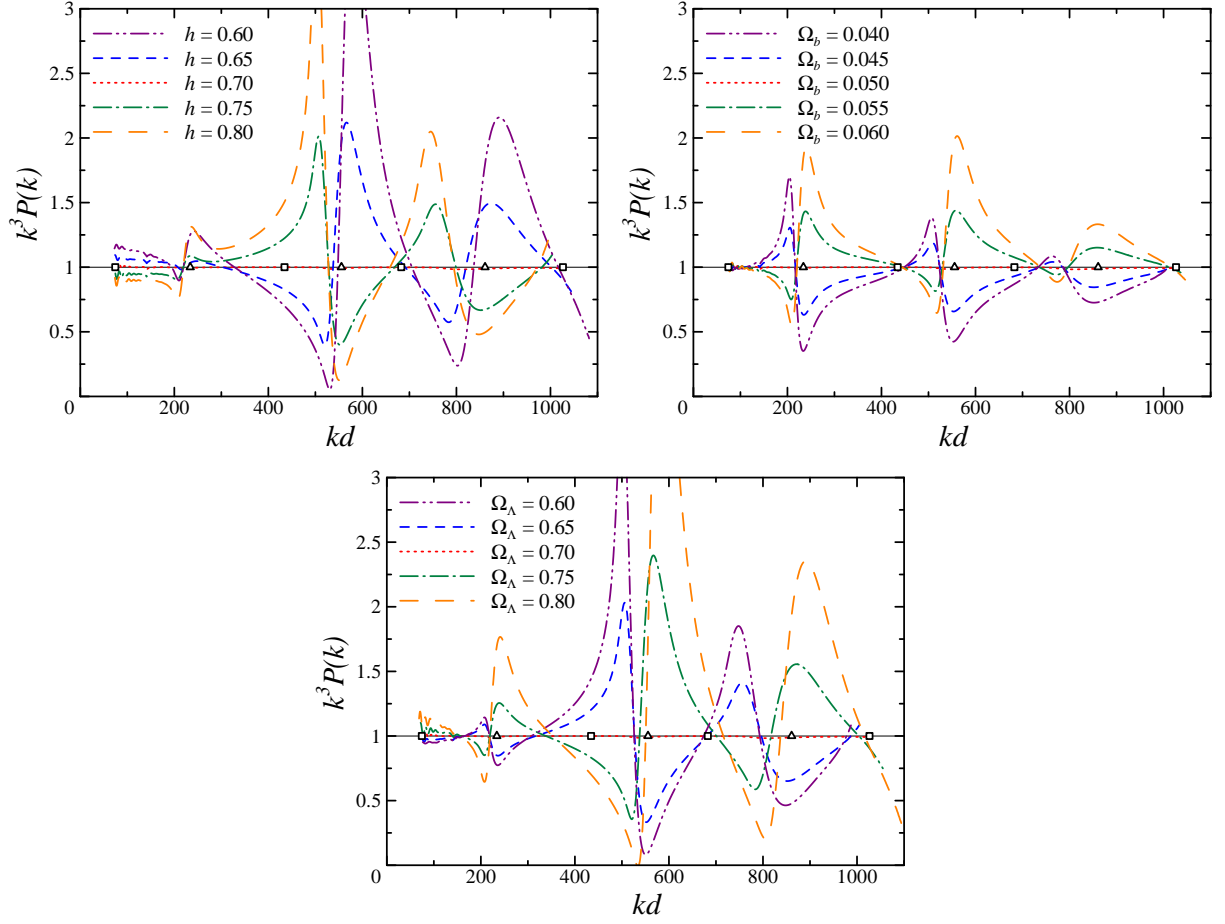 3
2.5
2
1.5
1
0.5
k³P(k)
h = 0.60
h = 0.65
h = 0.70
h = 0.75
h = 0.80
0 200 400 600 800 1000
kd
3
2.5
2
1.5
1
0.5
k³P(k)
Ω_b = 0.040
Ω_b = 0.045
Ω_b = 0.050
Ω_b = 0.055
Ω_b = 0.060
0 200 400 600 800 1000
kd
3
2.5
2
1.5
1
0.5
k³P(k)
Ω_Λ = 0.60
Ω_Λ = 0.65
Ω_Λ = 0.70
Ω_Λ = 0.75
Ω_Λ = 0.80
0 200 400 600 800 1000
kd